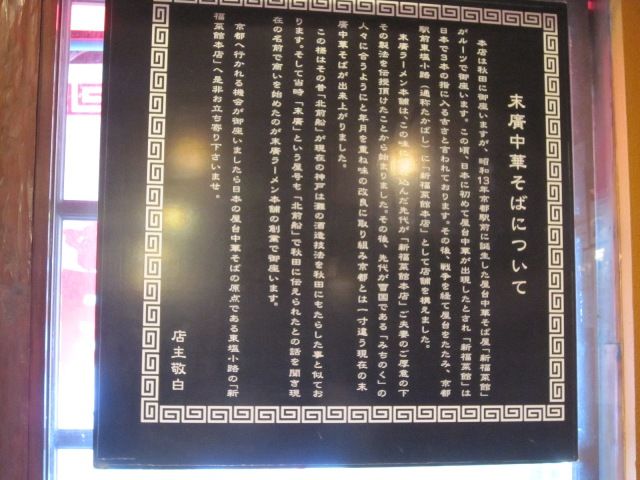 末廣中華そばについて
本店は秋田に御座いますが、昭和13年京都駅前に誕生した屋台中華そば屋「新福菜館」
がルーツで御座います。この頃、日本に初めて屋台中華が出現したとされ「新福菜館」は
日本で3本の指に入る古さと言われております。その後、戦争を経て屋台をたたみ、京都
駅前東塩小路(通称たかばし)に「新福菜館本店」として店舗を構えました。
末廣ラーメン本舗は、この味に 込んだ先代が「新福菜館本店」ご夫妻のご厚意の下
その製法を伝授頂けたことから始まりました。その後、先代が曹国である「みちのく」の
人々に合うようにと年月を重ね味の改良に取り組み京都とは一寸違う現在の末
廣中華そばが出来上がりました。
この様はその昔「北前船」が現在の神戸は灘の酒造技法を秋田にもたらした事と似てお
ります。そして当時「末廣」という屋号も「北前船」で秋田に伝えられたとの話を聞き現
在の名前で商いを始めたのが末廣ラーメン本舗の創業で御座います。
京都へ行かれる機会が御座いましたら日本の屋台中華そばの原点である東塩小路の「新
福菜館本店」へ是非お立ち寄り下さいませ。
店主敬白